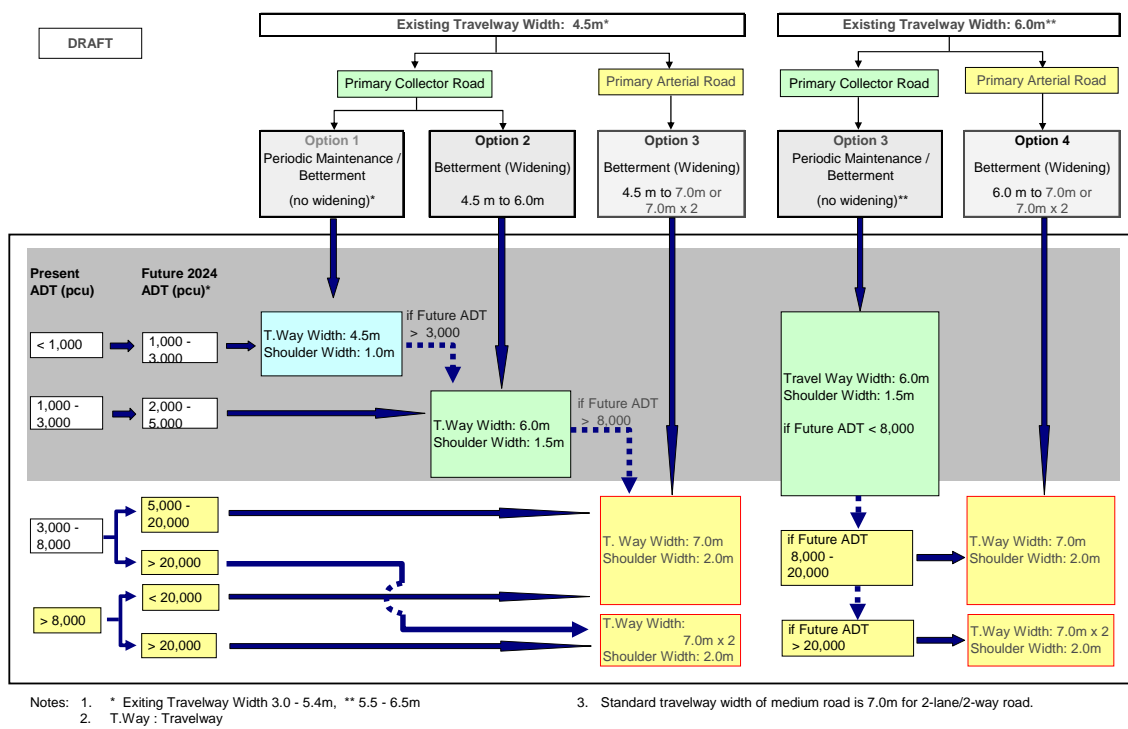 DRAFT
Existing Travelway Width:  4.5m*
Existing Travelway Width: 6.0m**
Primary Collector Road
Primary Arterial Road
Primary Collector Road
Primary Arterial Road
Option 1
Periodic Maintenance /
Betterment
(no widening)*
Option 2
Betterment (Widening)
4.5 m to 6.0m
Option 3
Betterment (Widening)
4.5 m to 7.0m or
7.0m x 2
Option 3
Periodic Maintenance /
Betterment
(no widening)**
Option 4
Betterment (Widening)
6.0 m to 7.0m or
7.0m x 2
Present
ADT (pcu)
Future 2024
ADT (pcu)*
< 1,000
1,000 -
3,000
T.Way Width: 4.5m
Shoulder Width: 1.0m
if Future ADT
> 3,000
1,000 -
3,000
2,000 -
5,000
T.Way Width: 6.0m
Shoulder Width: 1.5m
if Future ADT
> 8,000
Travel Way Width: 6.0m
Shoulder Width: 1.5m
if Future ADT < 8,000
3,000 -
8,000
5,000 -
20,000
> 20,000
T. Way Width: 7.0m
Shoulder Width: 2.0m
if Future ADT
8,000 -
20,000
T.Way Width: 7.0m
Shoulder Width: 2.0m
> 8,000
< 20,000
> 20,000
T.Way Width:
7.0m x 2
Shoulder Width: 2.0m
if Future ADT
> 20,000
T.Way Width: 7.0m x 2
Shoulder Width: 2.0m
Notes:  1.  * Exiting Travelway Width 3.0 - 5.4m,  ** 5.5 - 6.5m
2.  T.Way : Travelway
3.  Standard travelway width of medium road is 7.0m for 2-lane/2-way road.